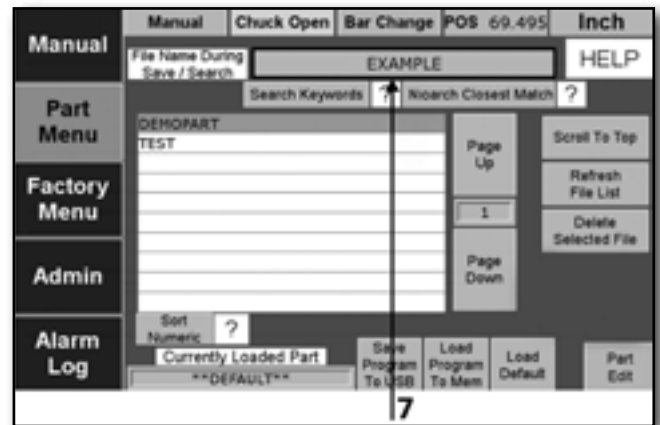 Manual
Chuck Open
Bar Change
POS 69.495
Inch
Manual
File Name During
Save / Search
EXAMPLE
HELP
Search Keywords
?
Search Closest Match
?
Part
Menu
DEMOPART
TEST
Page
Up
1
Page
Down
Scroll To Top
Refresh
File List
Delete
Selected File
Factory
Menu
Admin
Sort
Numeric
?
Alarm
Log
Currently Loaded Part
**DEFAULT**
Save
Program
To USB
Load
Program
To Mem
Load
Default
Part
Edit
7